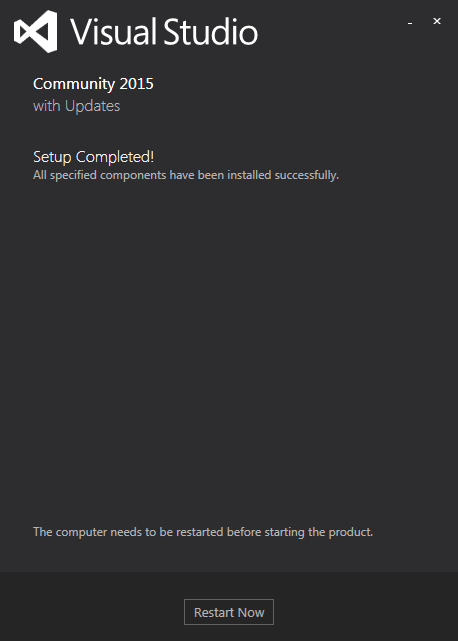 Visual Studio
Community 2015
with Updates
Setup Completed!
All specified components have been installed successfully.
The computer needs to be restarted before starting the product.
Restart Now